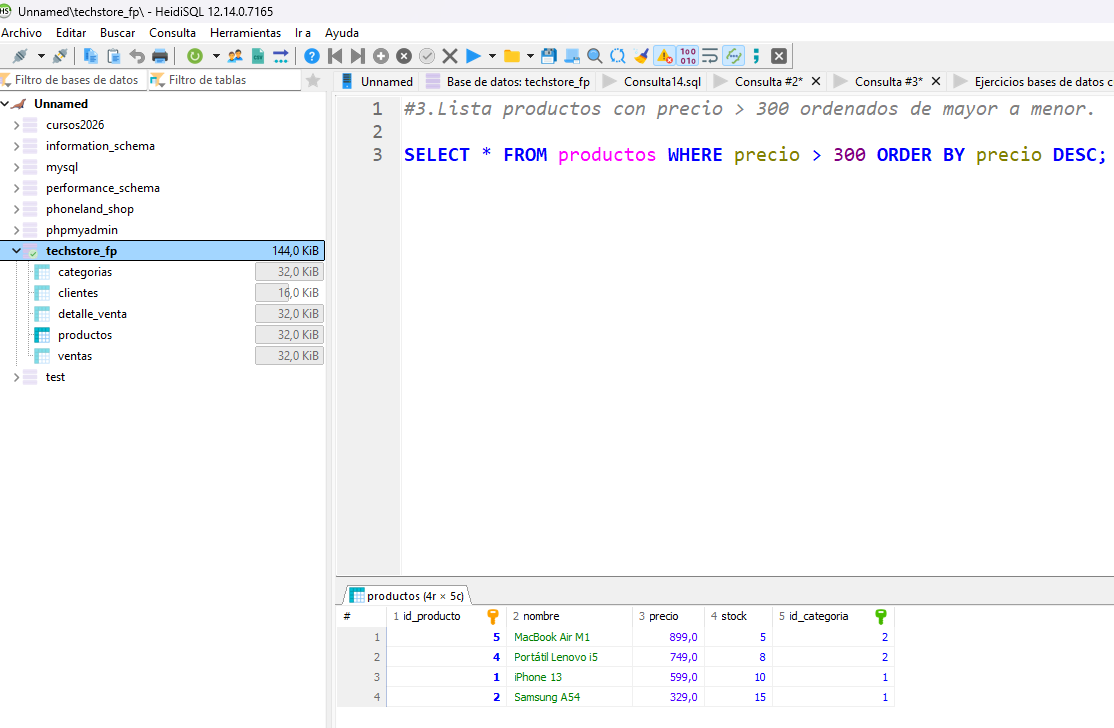 Unnamed\techstore_fp\ - HeidiSQL 12.14.0.7165
Archivo Editar Buscar Consulta Herramientas Ir a Ayuda
Filtro de bases de datos Filtro de tablas
Unnamed Base de datos: techstore_fp Consulta14.sql Consulta #2* Consulta #3* Ejercicios bases de datos c
Unnamed
cursos2026
information_schema
mysql
performance_schema
phoneland_shop
phpmyadmin
techstore_fp 144,0 KiB
categorias 32,0 KiB
clientes 16,0 KiB
detalle_venta 32,0 KiB
productos 32,0 KiB
ventas 32,0 KiB
test
1 #3.Lista productos con precio > 300 ordenados de mayor a menor.
2
3 SELECT * FROM productos WHERE precio > 300 ORDER BY precio DESC;
productos (4r × 5c)
# 1 id_producto 2 nombre 3 precio 4 stock 5 id_categoria
1 5 MacBook Air M1 899,0 5 2
2 4 Portátil Lenovo i5 749,0 8 2
3 1 iPhone 13 599,0 10 1
4 2 Samsung A54 329,0 15 1